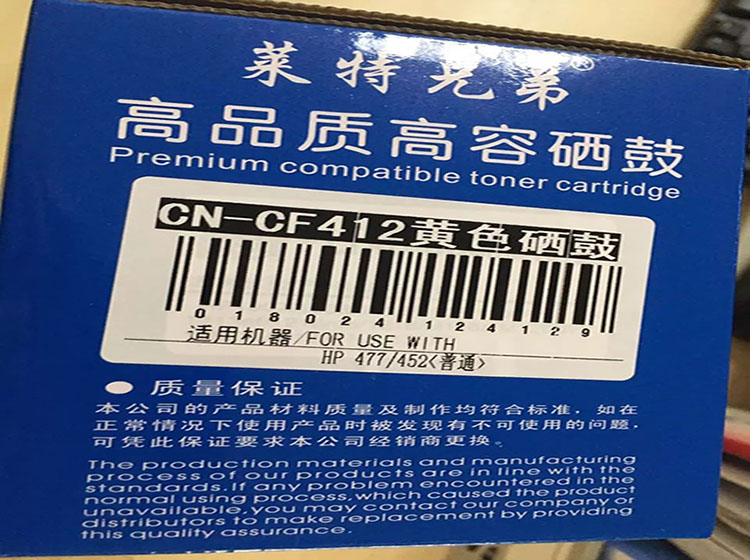 莱特兄弟®
高品质高容硒鼓
Premium compatible toner cartridge
CN-CF412黄色硒鼓
018024124129
适用机器/FOR USE WITH
HP 477/452<普通>
● 质量保证
本公司的产品材料质量及制作均符合标准，如在
正常情况下使用产品时被发现有不可使用的问题，
可凭此保证要求本公司经销商更换。
The production materials and manufacturing
process of our products are in line with the
standards. If any problem encountered in the
normal using process, which caused the product
unavailable, you may contact our company or
distributors to make replacement by providing
this quality assurance.